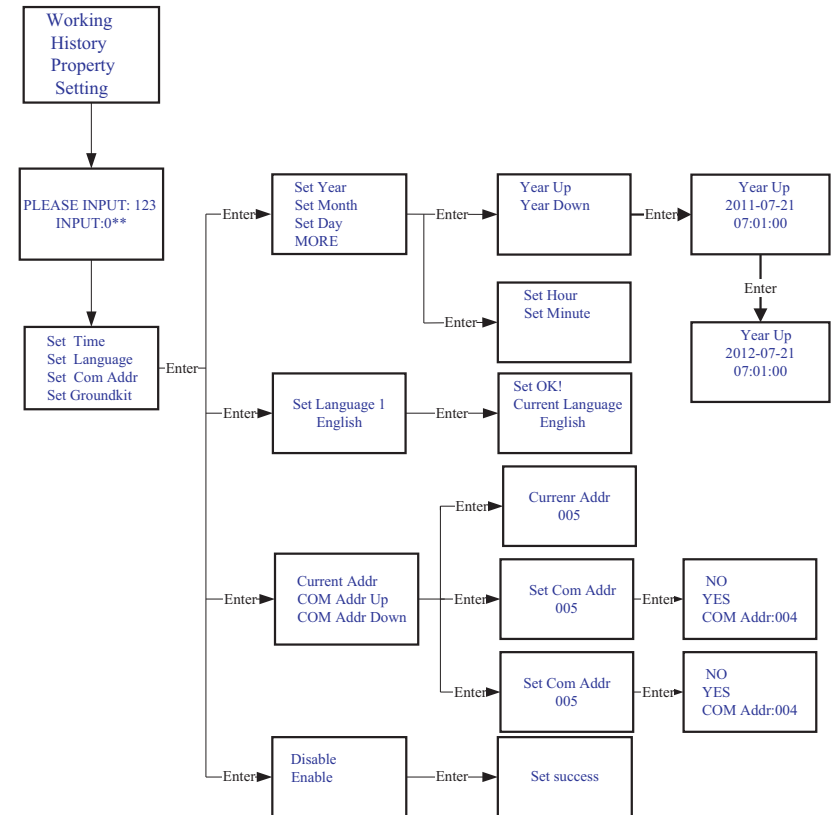 Working
History
Property
Setting
PLEASE INPUT: 123
INPUT:0**
Set Time
Set Language
Set Com Addr
Set Groundkit
Enter
Enter
Set Year
Set Month
Set Day
MORE
Enter
Year Up
Year Down
Enter
Year Up
2011-07-21
07:01:00
Enter
Year Up
2012-07-21
07:01:00
Enter
Set Hour
Set Minute
Enter
Set Language 1
English
Enter
Set OK!
Current Language
English
Enter
Current Addr
COM Addr Up
COM Addr Down
Enter
Currenr Addr
005
Enter
Set Com Addr
005
Enter
NO
YES
COM Addr:004
Enter
Set Com Addr
005
Enter
NO
YES
COM Addr:004
Enter
Disable
Enable
Enter
Set success